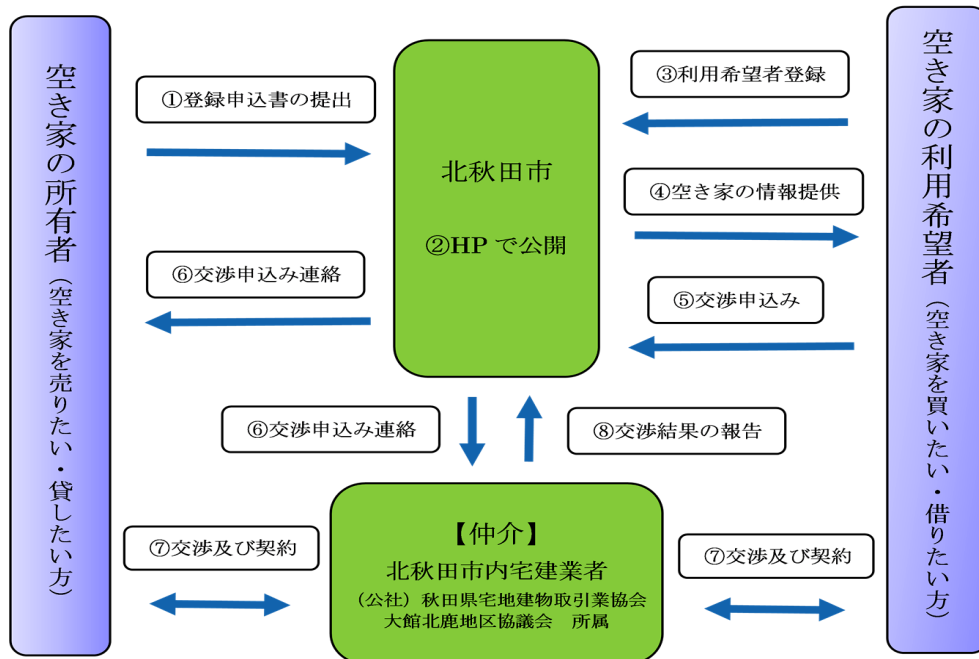 空き家の所有者（空き家を売りたい・貸したい方）
①登録申込書の提出
⑥交渉申込み連絡
北秋田市
②HPで公開
③利用希望者登録
④空き家の情報提供
⑤交渉申込み
空き家の利用希望者（空き家を買いたい・借りたい方）
⑥交渉申込み連絡
⑧交渉結果の報告
⑦交渉及び契約
【仲介】
北秋田市内宅建業者
（公社）秋田県宅地建物取引業協会
大館北鹿地区協議会　所属
⑦交渉及び契約